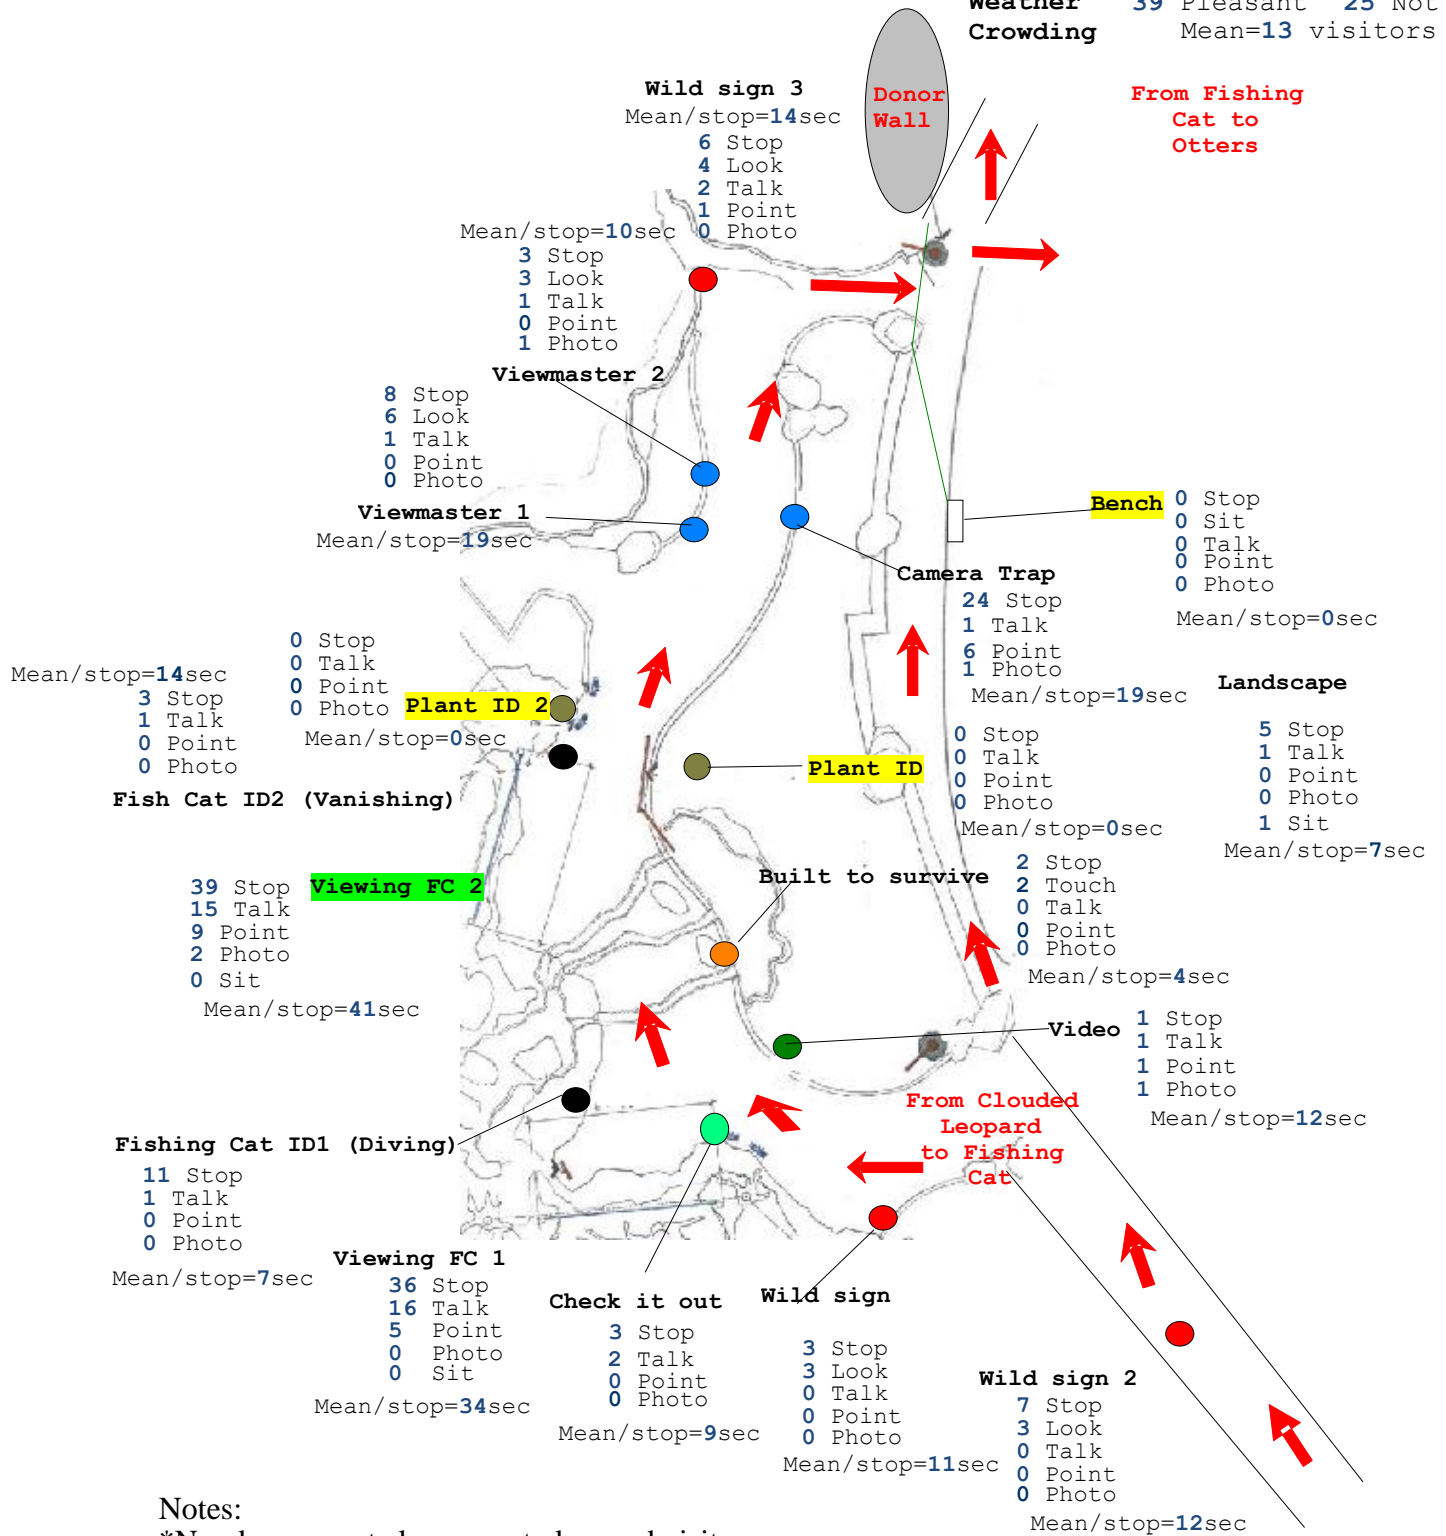 Weather 39 Pleasant 25 Not
Crowding Mean=13 visitors
Donor
Wall
From Fishing
Cat to
Otters
Wild sign 3
Mean/stop=14sec
6 Stop
4 Look
2 Talk
1 Point
0 Photo
Mean/stop=10sec
3 Stop
3 Look
1 Talk
0 Point
1 Photo
Viewmaster 2
8 Stop
6 Look
1 Talk
0 Point
0 Photo
Viewmaster 1
Mean/stop=19sec
Bench
0 Stop
0 Sit
0 Talk
0 Point
0 Photo
Mean/stop=0sec
Camera Trap
24 Stop
1 Talk
6 Point
1 Photo
Mean/stop=19sec
Landscape
5 Stop
1 Talk
0 Point
0 Photo
1 Sit
Mean/stop=7sec
0 Stop
0 Talk
0 Point
0 Photo
Plant ID 2
Mean/stop=0sec
Mean/stop=14sec
3 Stop
1 Talk
0 Point
0 Photo
Fish Cat ID2 (Vanishing)
Plant ID
0 Stop
0 Talk
0 Point
0 Photo
Mean/stop=0sec
Viewing FC 2
39 Stop
15 Talk
9 Point
2 Photo
0 Sit
Mean/stop=41sec
Built to survive
2 Stop
2 Touch
0 Talk
0 Point
0 Photo
Mean/stop=4sec
Video
1 Stop
1 Talk
1 Point
1 Photo
Mean/stop=12sec
From Clouded
Leopard
to Fishing
Cat
Fishing Cat ID1 (Diving)
11 Stop
1 Talk
0 Point
0 Photo
Mean/stop=7sec
Viewing FC 1
36 Stop
16 Talk
5 Point
0 Photo
0 Sit
Mean/stop=34sec
Check it out
3 Stop
2 Talk
0 Point
0 Photo
Mean/stop=9sec
Wild sign
3 Stop
3 Look
0 Talk
0 Point
0 Photo
Mean/stop=11sec
Wild sign 2
7 Stop
3 Look
0 Talk
0 Point
0 Photo
Mean/stop=12sec
Notes: